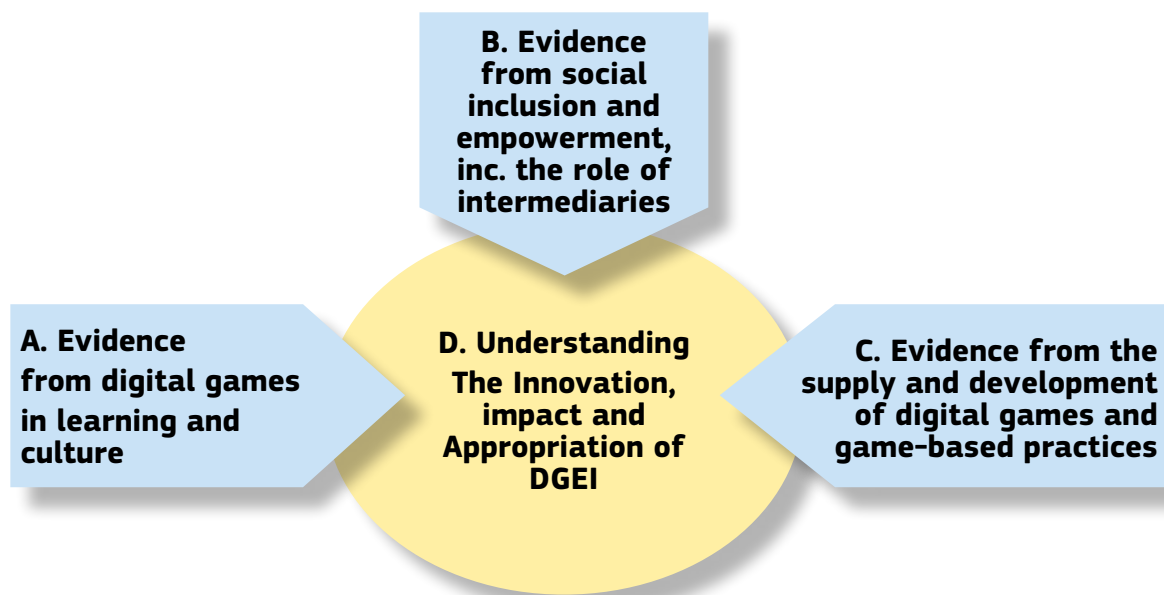 B. Evidence
from social
inclusion and
empowerment,
inc. the role of
intermediaries
A. Evidence
from digital games
in learning and
culture
D. Understanding
The Innovation,
impact and
Appropriation of
DGEI
C. Evidence from the
supply and development
of digital games and
game-based practices